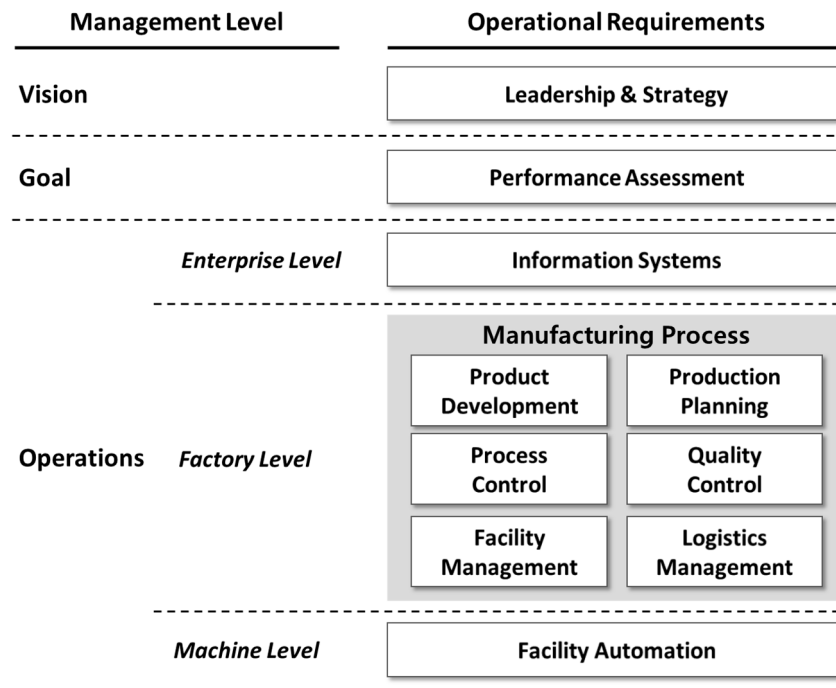 Management Level
Operational Requirements
Vision
Leadership & Strategy
Goal
Performance Assessment
Enterprise Level
Information Systems
Manufacturing Process
Product
Development
Production
Planning
Operations
Factory Level
Process
Control
Quality
Control
Facility
Management
Logistics
Management
Machine Level
Facility Automation